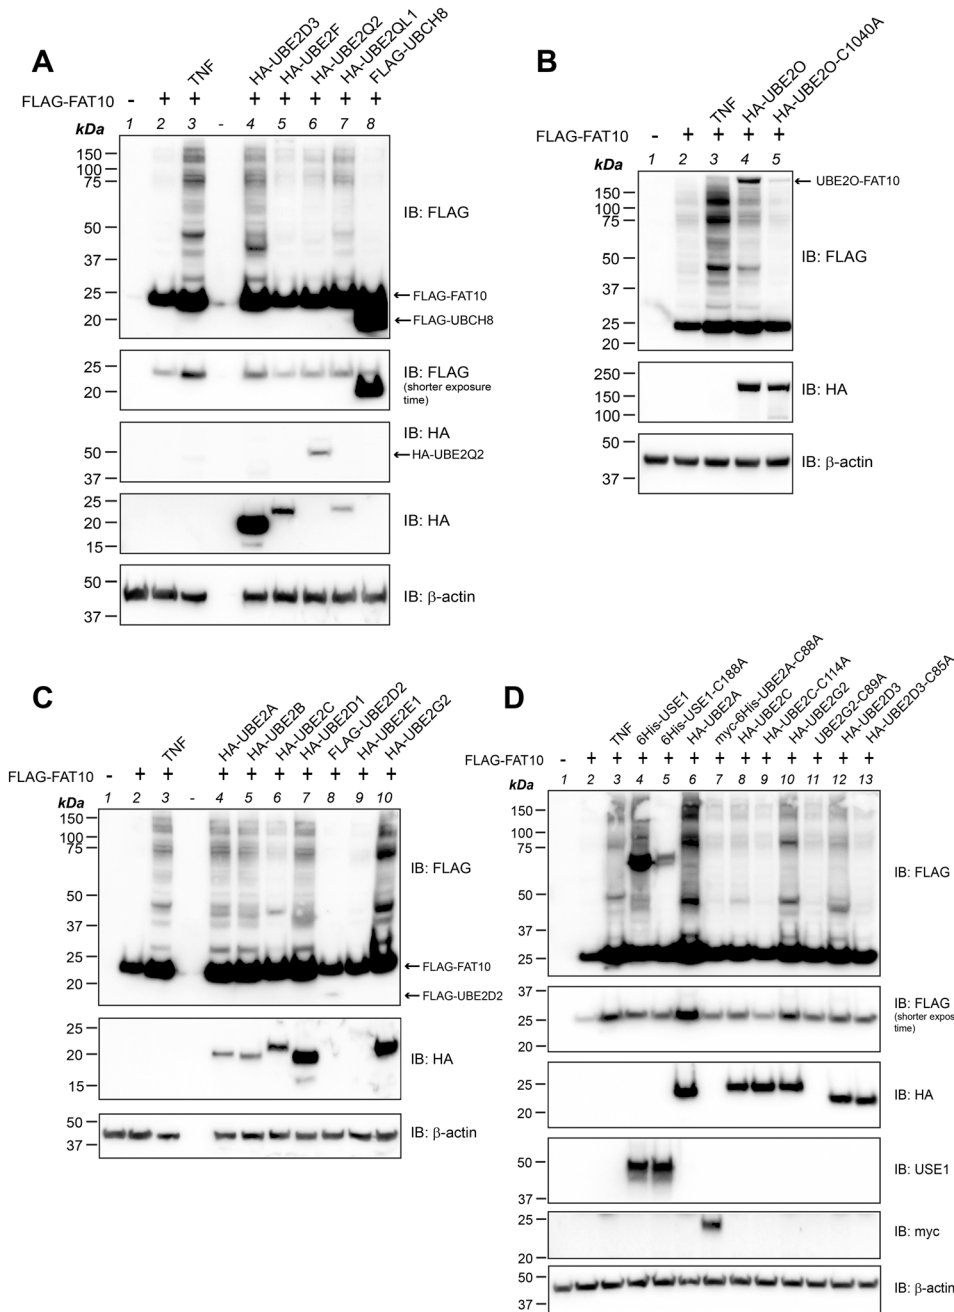 A
TNF
HA-UBE2D3
HA-UBE2F
HA-UBE2Q2
HA-UBE2QL1
FLAG-UBCH8
FLAG-FAT10 - + + + + + + +
kDa 1 2 3 - 4 5 6 7 8
150
100
75
50
37
25
20
IB: FLAG
FLAG-FAT10
FLAG-UBCH8
25
20
IB: FLAG
(shorter exposure
time)
50
37
IB: HA
HA-UBE2Q2
25
20
15
IB: HA
50
37
IB: β-actin
B
TNF
HA-UBE2O
HA-UBE2O-C1040A
FLAG-FAT10 - + + + +
kDa 1 2 3 4 5
150
100
75
50
37
25
20
UBE2O-FAT10
IB: FLAG
250
150
100
IB: HA
50
37
IB: β-actin
C
TNF
HA-UBE2A
HA-UBE2B
HA-UBE2C
HA-UBE2D1
FLAG-UBE2D2
HA-UBE2E1
HA-UBE2G2
FLAG-FAT10 - + + + + + + + + +
kDa 1 2 3 - 4 5 6 7 8 9 10
150
100
75
50
37
25
20
IB: FLAG
FLAG-FAT10
FLAG-UBE2D2
25
20
15
IB: HA
50
37
IB: β-actin
D
TNF
6His-USE1
6His-USE1-C188A
HA-UBE2A
myc-6His-UBE2A-C88A
HA-UBE2C
HA-UBE2C-C114A
HA-UBE2G2
UBE2G2-C89A
HA-UBE2D3
HA-UBE2D3-C85A
FLAG-FAT10 - + + + + + + + + + + + +
kDa 1 2 3 4 5 6 7 8 9 10 11 12 13
150
100
75
50
37
25
IB: FLAG
37
25
20
IB: FLAG
(shorter expos
time)
25
20
IB: HA
50
37
IB: USE1
25
20
IB: myc
50
37
IB: β-actin